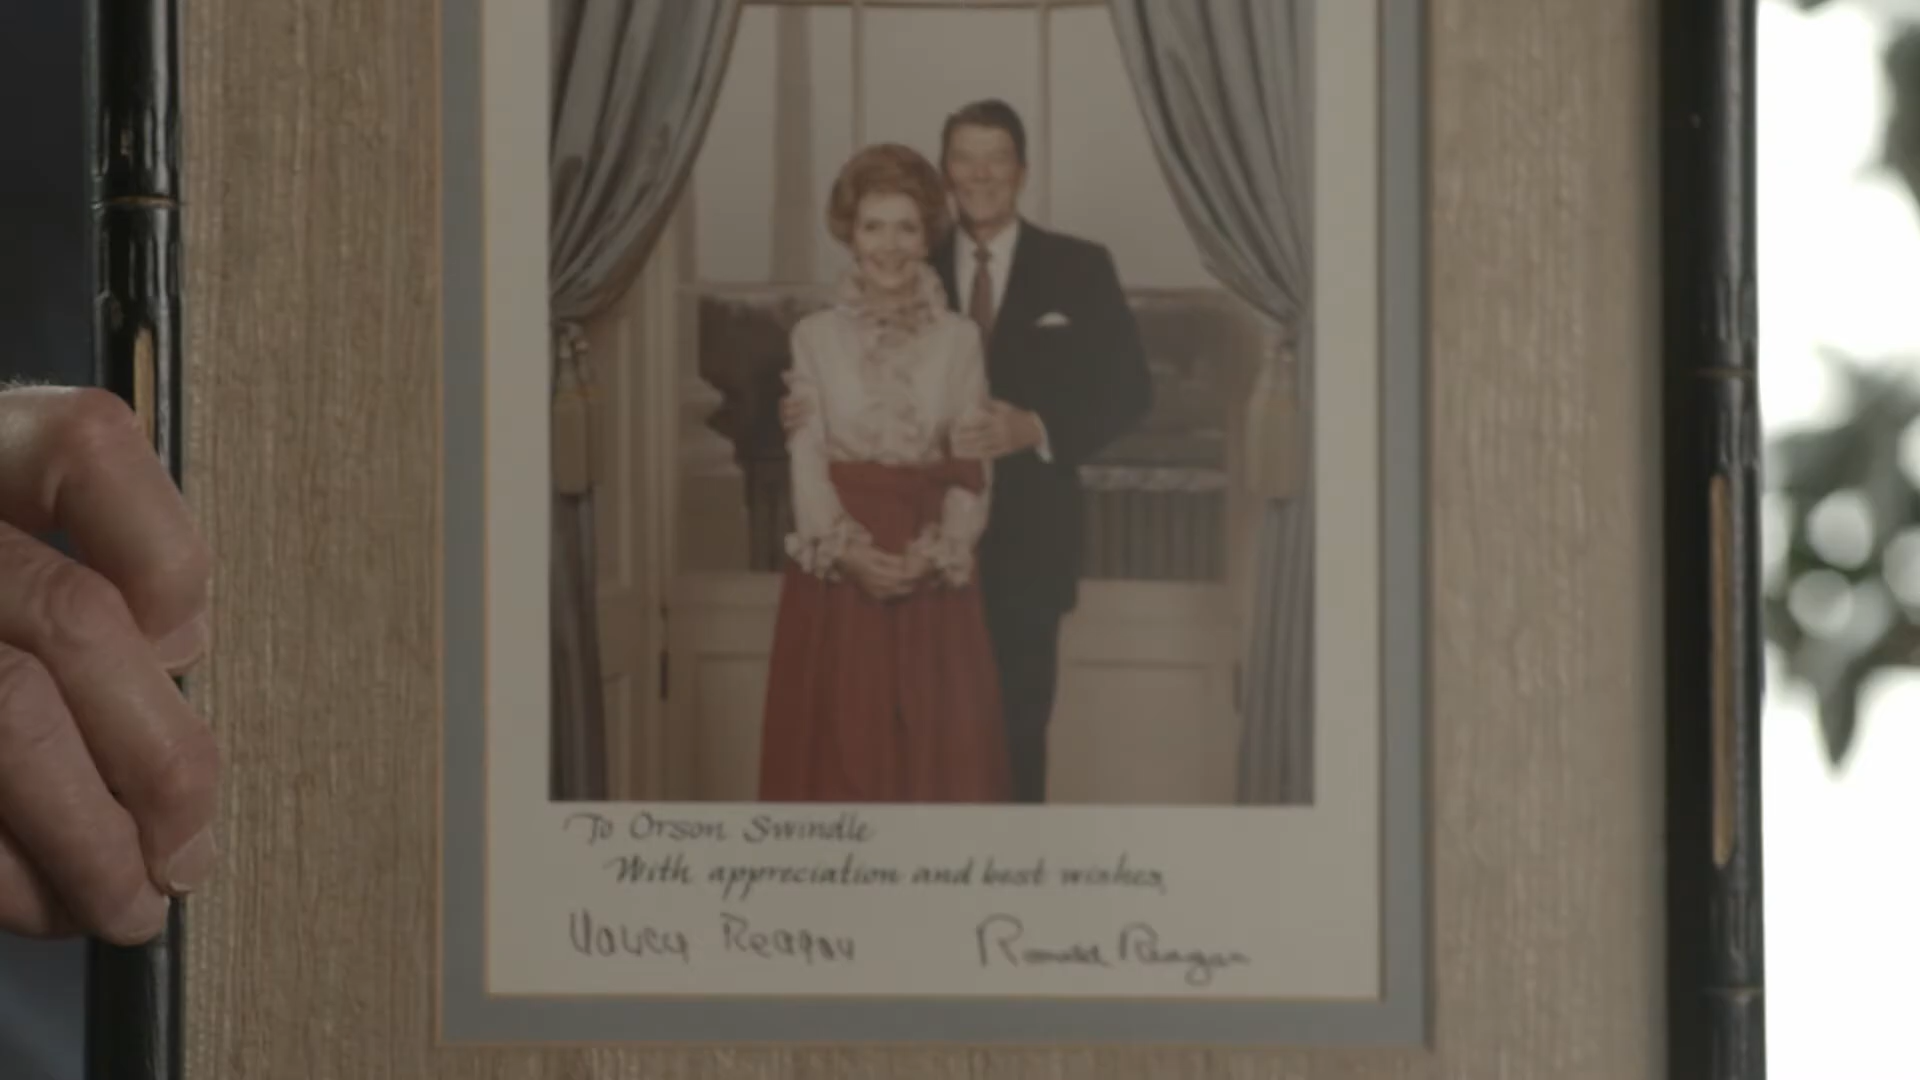 To Orson Swindle
With appreciation and best wishes,
Nancy Reagan Ronald Reagan